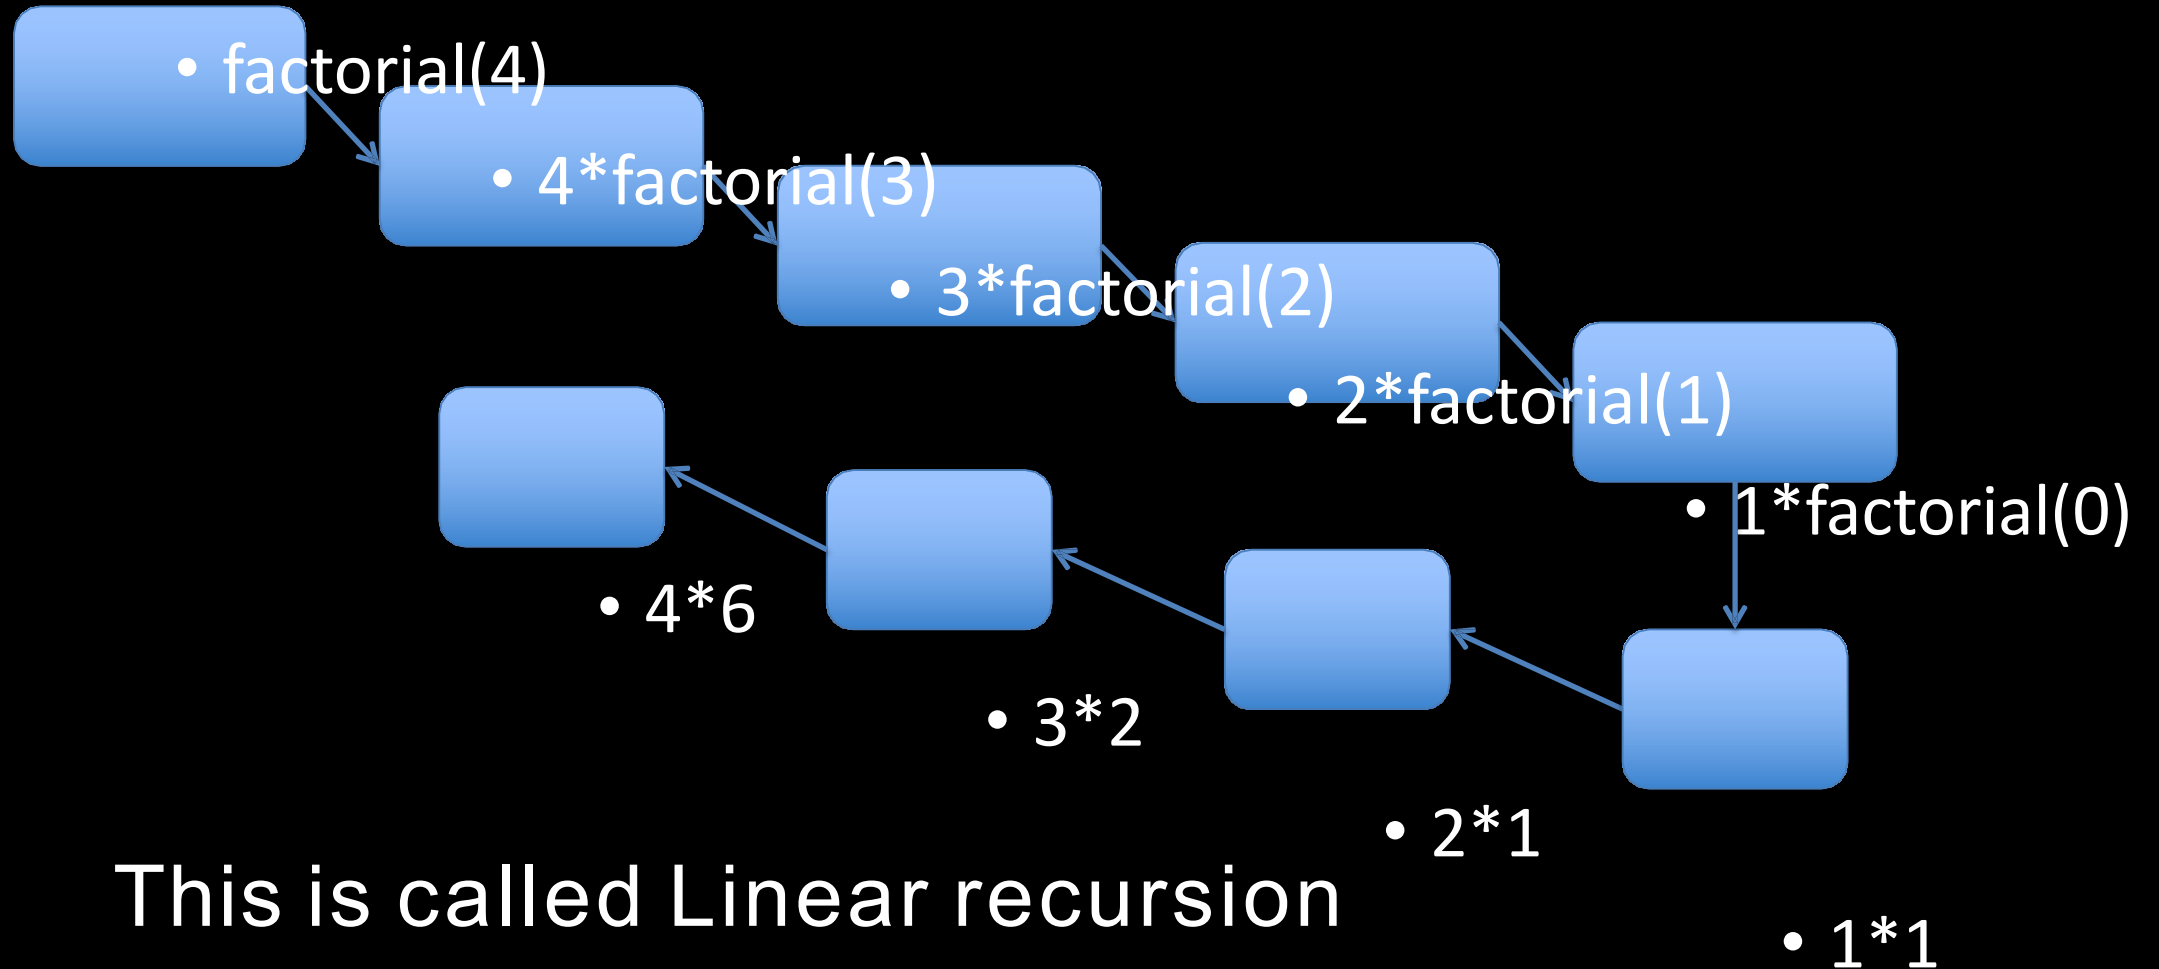 • factorial(4)
• 4*factorial(3)
• 3*factorial(2)
• 2*factorial(1)
• 1*factorial(0)
• 4*6
• 3*2
• 2*1
This is called Linear recursion
• 1*1